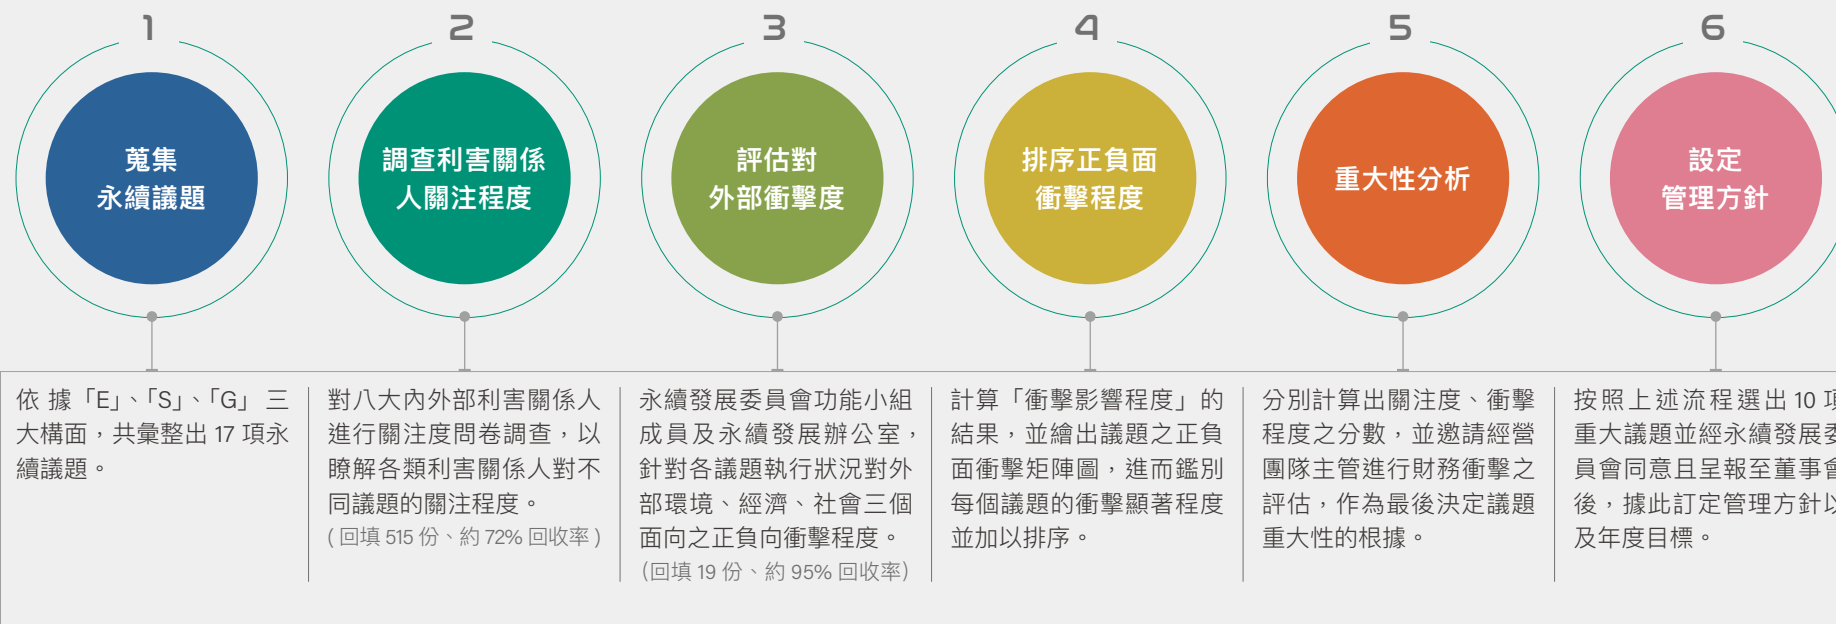 1
蒐集
永續議題
依據「E」、「S」、「G」三
大構面，共彙整出 17 項永
續議題。
2
調查利害關係
人關注程度
對八大內外部利害關係人
進行關注度問卷調查，以
瞭解各類利害關係人對不
同議題的關注程度。
( 回填 515 份、約 72% 回收率 )
3
評估對
外部衝擊度
永續發展委員會功能小組
成員及永續發展辦公室，
針對各議題執行狀況對外
部環境、經濟、社會三個
面向之正負向衝擊程度。
（回填 19 份、約 95% 回收率）
4
排序正負面
衝擊程度
計算「衝擊影響程度」的
結果，並繪出議題之正負
面衝擊矩陣圖，進而鑑別
每個議題的衝擊顯著程度
並加以排序。
5
重大性分析
分別計算出關注度、衝擊
程度之分數，並邀請經營
團隊主管進行財務衝擊之
評估，作為最後決定議題
重大性的根據。
6
設定
管理方針
按照上述流程選出 10 項
重大議題並經永續發展委
員會同意且呈報至董事會
後，據此訂定管理方針以
及年度目標。